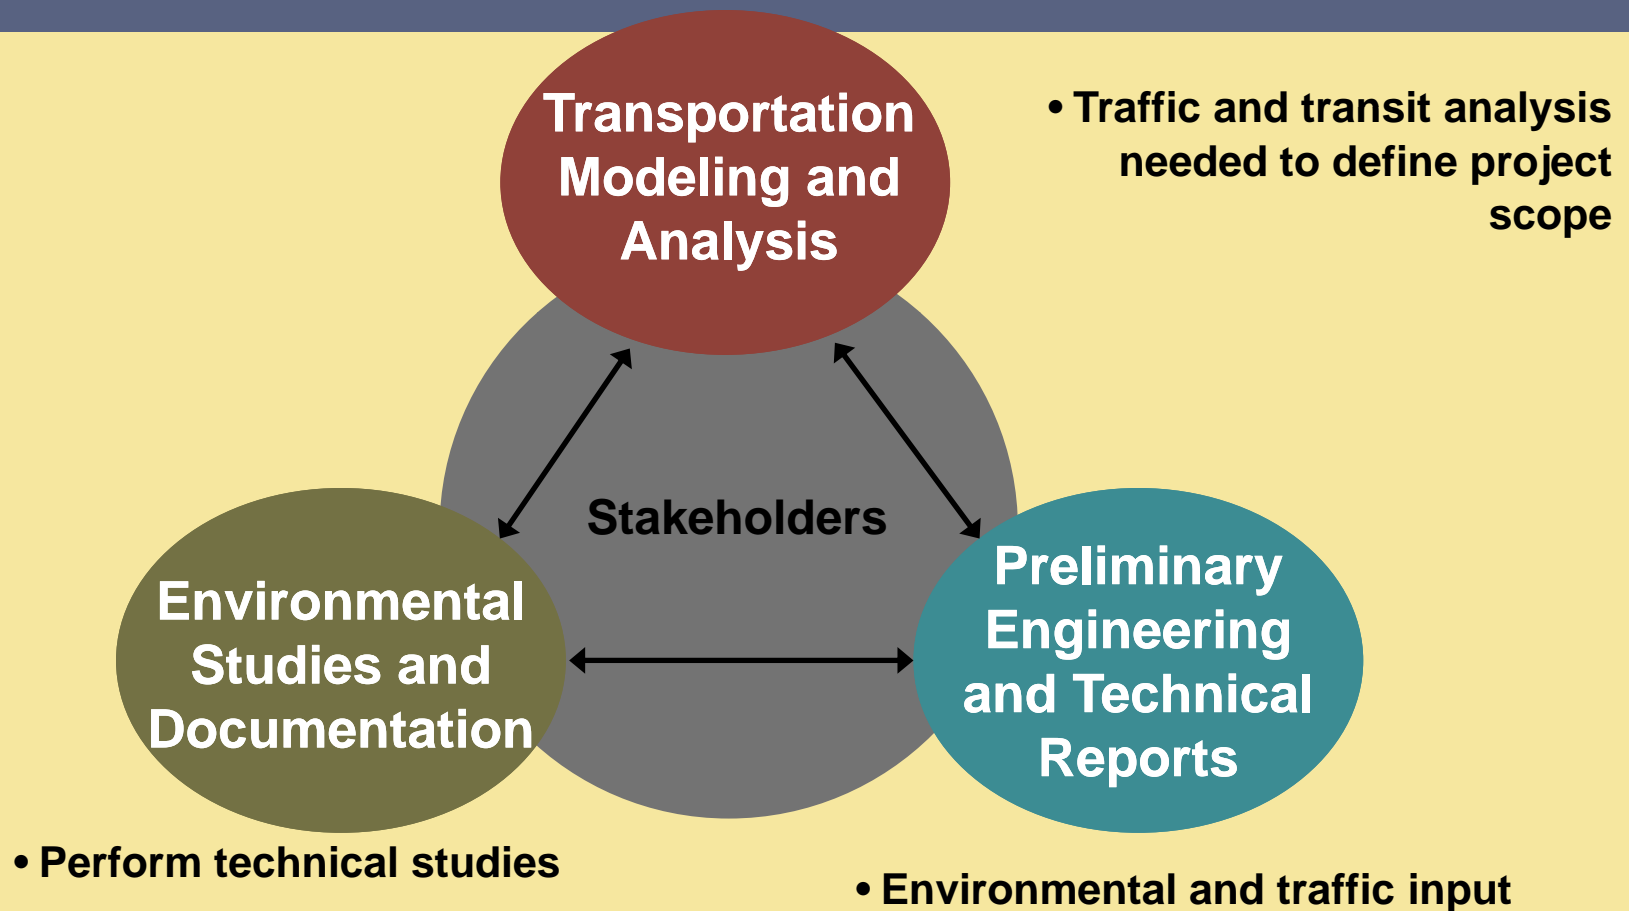 Transportation
Modeling and
Analysis
• Traffic and transit analysis
needed to define project
scope
Stakeholders
Environmental
Studies and
Documentation
Preliminary
Engineering
and Technical
Reports
• Perform technical studies
• Environmental and traffic input